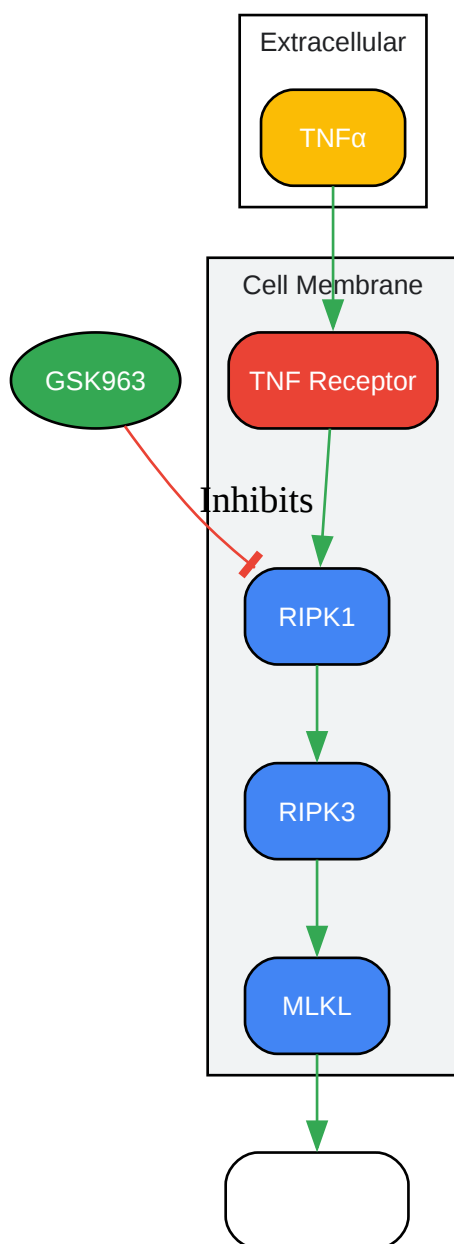 Extracellular
TNFα
Cell Membrane
TNF Receptor
GSK963
Inhibits
RIPK1
RIPK3
MLKL